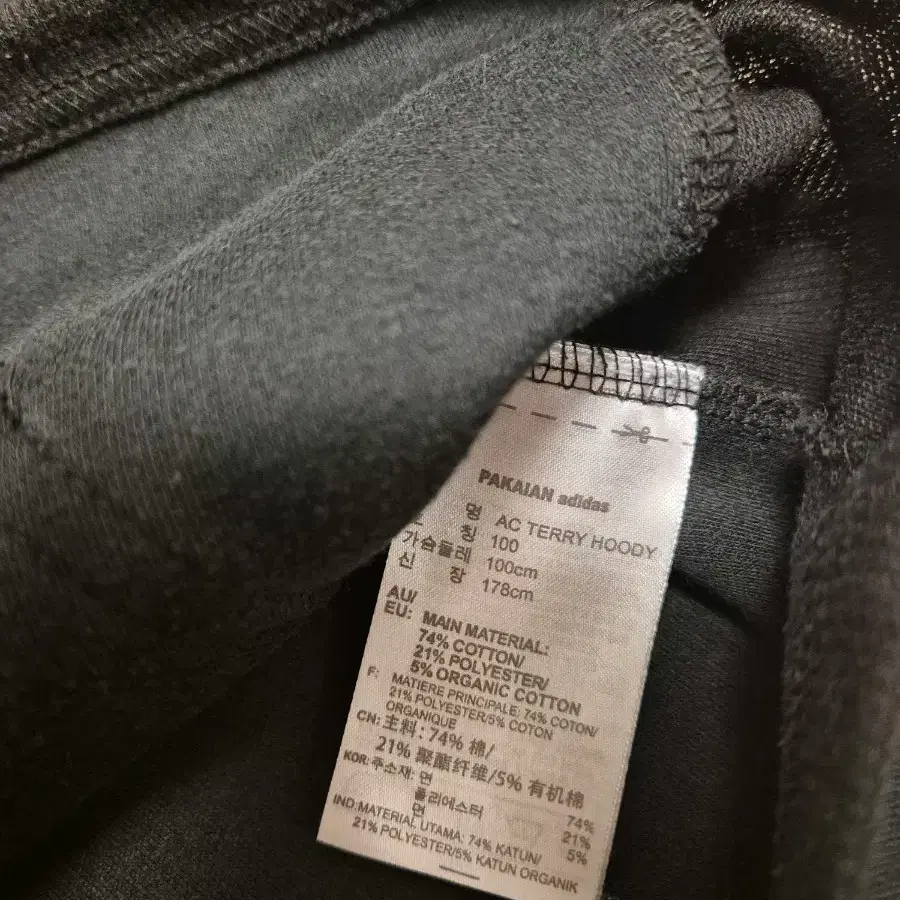 PAKAIAN adidas
명 AC TERRY HOODY
칭 100
가슴둘레 100cm
신 장 178cm
AU/
EU: MAIN MATERIAL:
74% COTTON/
21% POLYESTER/
5% ORGANIC COTTON
F: MATIERE PRINCIPALE: 74% COTON/
21% POLYESTER/5% COTON
ORGANIQUE
CN: 主料: 74% 棉/
21% 聚酯纤维/5% 有机棉
KOR: 주소재: 면 74%
폴리에스터 21%
면 5%
IND: MATERIAL UTAMA: 74% KATUN/
21% POLYESTER/5% KATUN ORGANIK